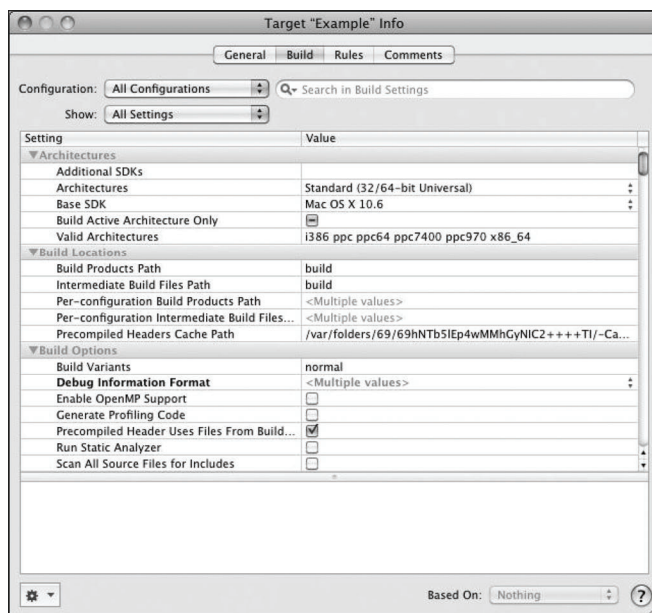 Target “Example” Info
General Build Rules Comments
Configuration: All Configurations Search in Build Settings
Show: All Settings
Setting Value
Architectures
Additional SDKs
Architectures Standard (32/64-bit Universal)
Base SDK Mac OS X 10.6
Build Active Architecture Only
Valid Architectures i386 ppc ppc64 ppc7400 ppc970 x86_64
Build Locations
Build Products Path build
Intermediate Build Files Path build
Per-configuration Build Products Path <Multiple values>
Per-configuration Intermediate Build Files... <Multiple values>
Precompiled Headers Cache Path /var/folders/69/69hNTb5lEp4wMMhGyNIC2++++TI/-Ca...
Build Options
Build Variants normal
Debug Information Format <Multiple values>
Enable OpenMP Support
Generate Profiling Code
Precompiled Header Uses Files From Build...
Run Static Analyzer
Scan All Source Files for Includes
Based On: Nothing ?